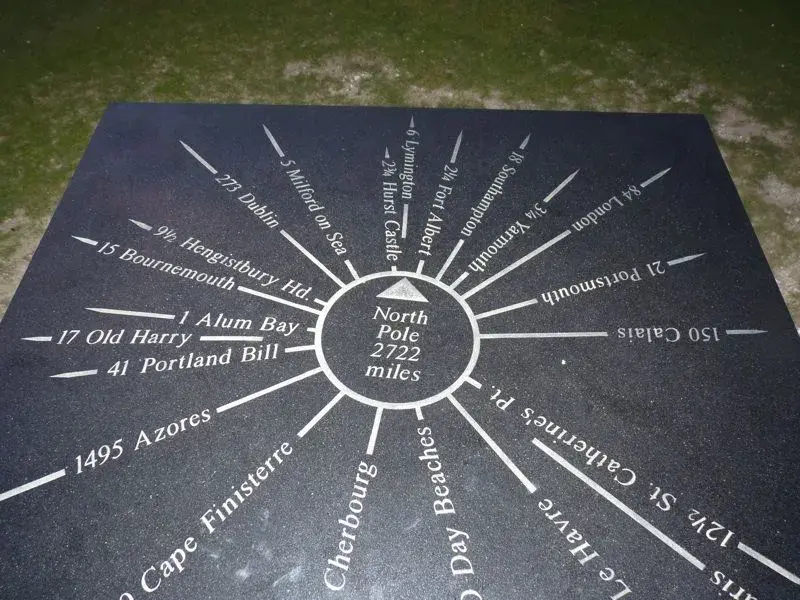 North
Pole
2722
miles
6 Lymington
2¾ Hurst Castle
2¼ Fort Albert
18 Southampton
3¼ Yarmouth
84 London
21 Portsmouth
150 Calais
12½ St. Catherine's Pt.
Le Havre
Day Beaches
Cherbourg
Cape Finisterre
1495 Azores
41 Portland Bill
17 Old Harry
1 Alum Bay
15 Bournemouth
9½ Hengistbury Hd.
273 Dublin
5 Milford on Sea